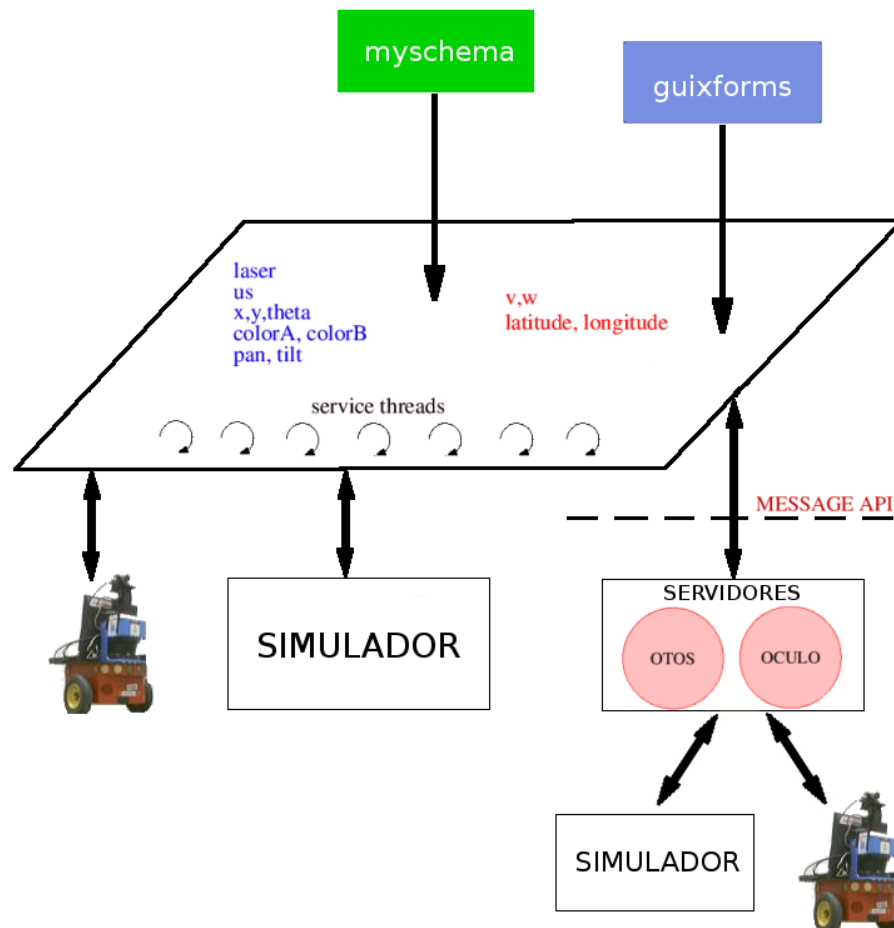 myschema
guixforms
laser
us
x,y,theta
colorA, colorB
pan, tilt
v,w
latitude, longitude
service threads
MESSAGE API
SIMULADOR
SERVIDORES
OTOS
OCULO
SIMULADOR